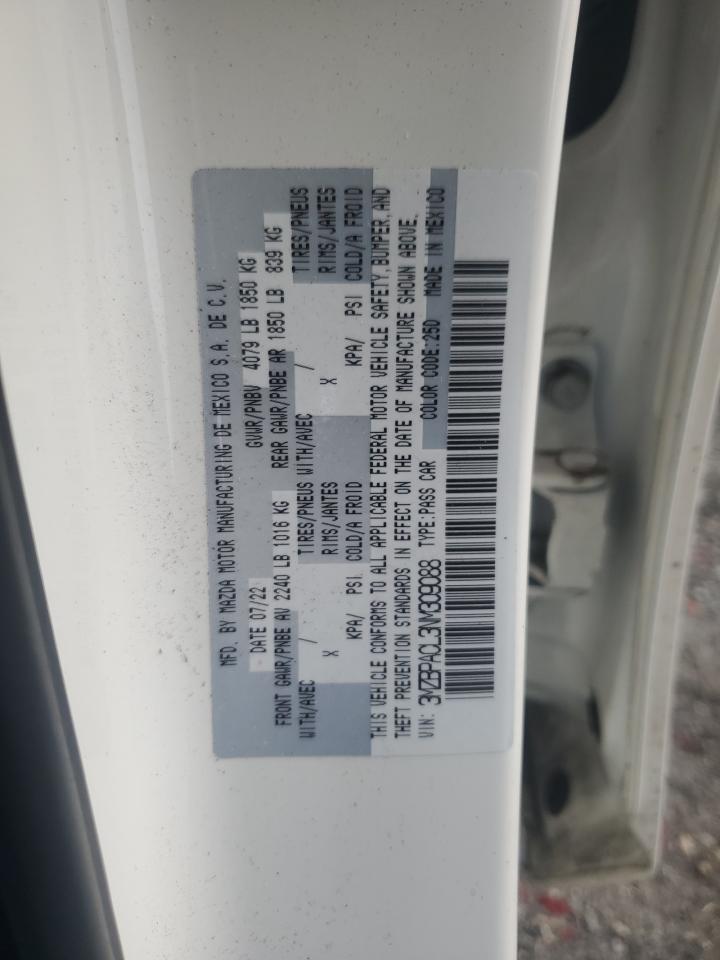 MFD. BY MAZDA MOTOR MANUFACTURING DE MEXICO S.A. DE C.V.
DATE 07/22 GVWR/PNBV 4079 LB 1850 KG
FRONT GAWR/PNBE AV 2240 LB 1016 KG REAR GAWR/PNBE AR 1850 LB 839 KG
WITH/AVEC / TIRES/PNEUS WITH/AVEC / TIRES/PNEUS
X RIMS/JANTES X RIMS/JANTES
KPA/ PSI COLD/A FROID KPA/ PSI COLD/A FROID
THIS VEHICLE CONFORMS TO ALL APPLICABLE FEDERAL MOTOR VEHICLE SAFETY, BUMPER, AND
THEFT PREVENTION STANDARDS IN EFFECT ON THE DATE OF MANUFACTURE SHOWN ABOVE.
VIN: 3MZBPACL3NM309088 TYPE:PASS CAR COLOR CODE:25D MADE IN MEXICO